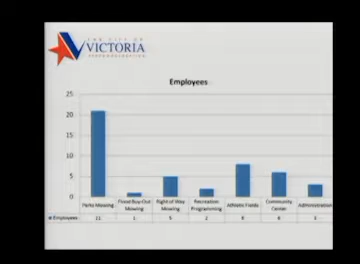 THE CITY OF
VICTORIA
Employees
25
20
15
10
5
0
Parks Mowing
Flood Buy-Out Mowing
Right of Way Mowing
Recreation Programming
Athletic Fields
Community Center
Administration
Employees 21 1 5 2 8 6 3